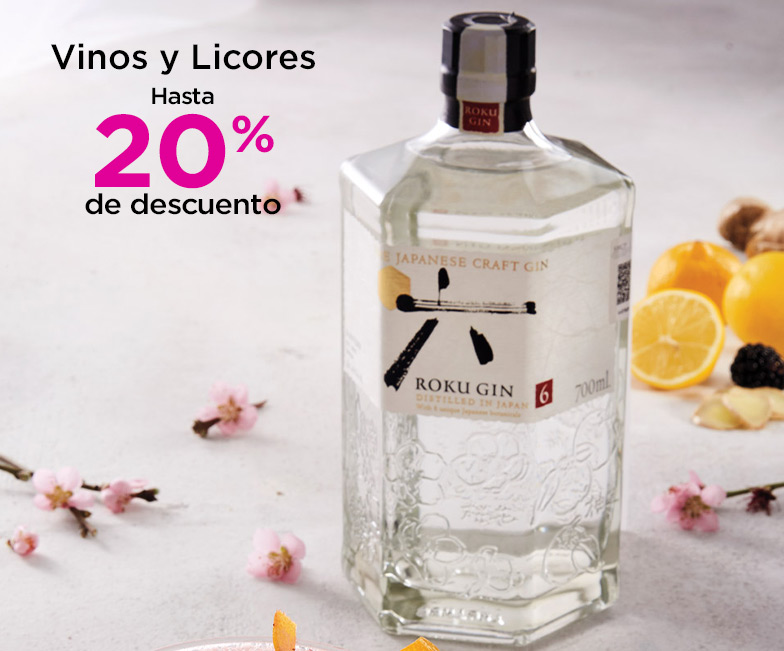 Vinos y Licores
Hasta
20%
de descuento
ROKU
GIN
JAPANESE CRAFT GIN
六
ROKU GIN
6
700mL
DISTILLED IN JAPAN